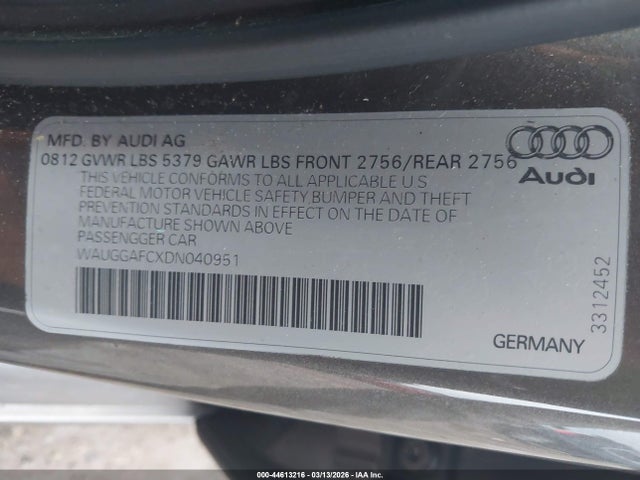 MFD. BY AUDI AG
0812 GVWR LBS 5379 GAWR LBS FRONT 2756/REAR 2756
THIS VEHICLE CONFORMS TO ALL APPLICABLE U S
FEDERAL MOTOR VEHICLE SAFETY BUMPER AND THEFT
PREVENTION STANDARDS IN EFFECT ON THE DATE OF
MANUFACTURE SHOWN ABOVE
PASSENGGER CAR
WAUGGAFCXDN040951
Audi
3312452
GERMANY
000-44613216 - 03/13/2026 - IAA Inc.